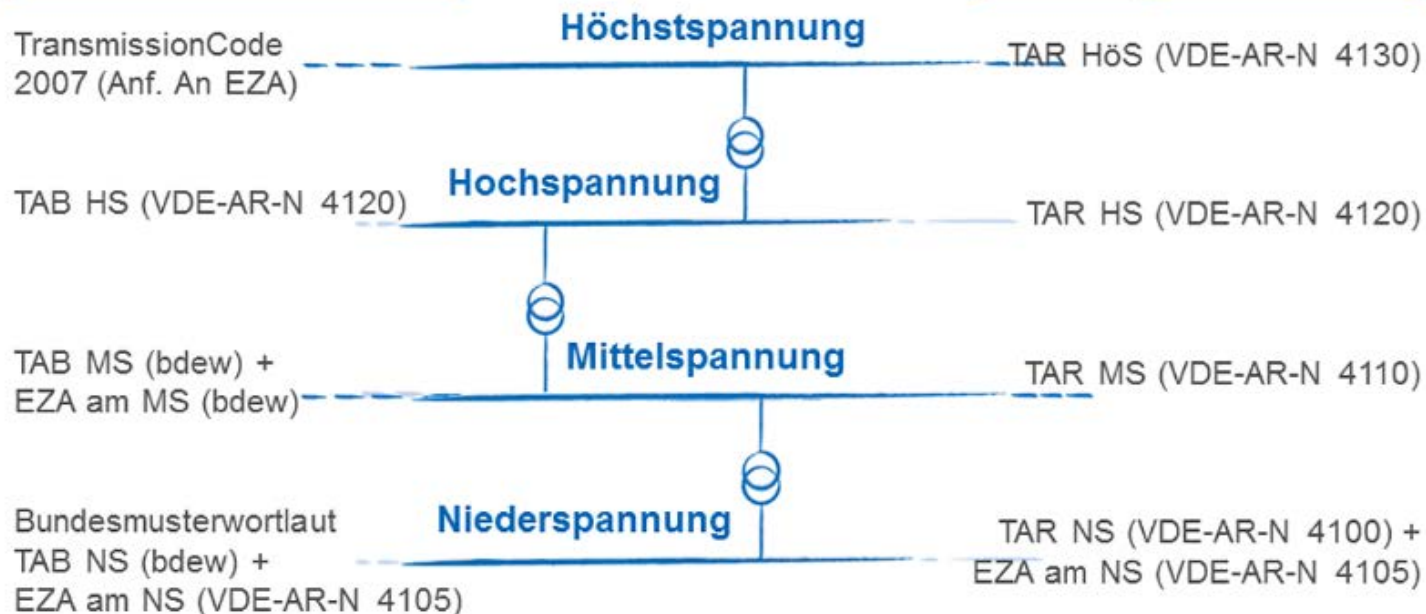 Höchstspannung
TransmissionCode
2007 (Anf. An EZA)
TAR HöS (VDE-AR-N 4130)
Hochspannung
TAB HS (VDE-AR-N 4120)
TAR HS (VDE-AR-N 4120)
Mittelspannung
TAB MS (bdew) +
EZA am MS (bdew)
TAR MS (VDE-AR-N 4110)
Niederspannung
Bundesmusterwortlaut
TAB NS (bdew) +
EZA am NS (VDE-AR-N 4105)
TAR NS (VDE-AR-N 4100) +
EZA am NS (VDE-AR-N 4105)